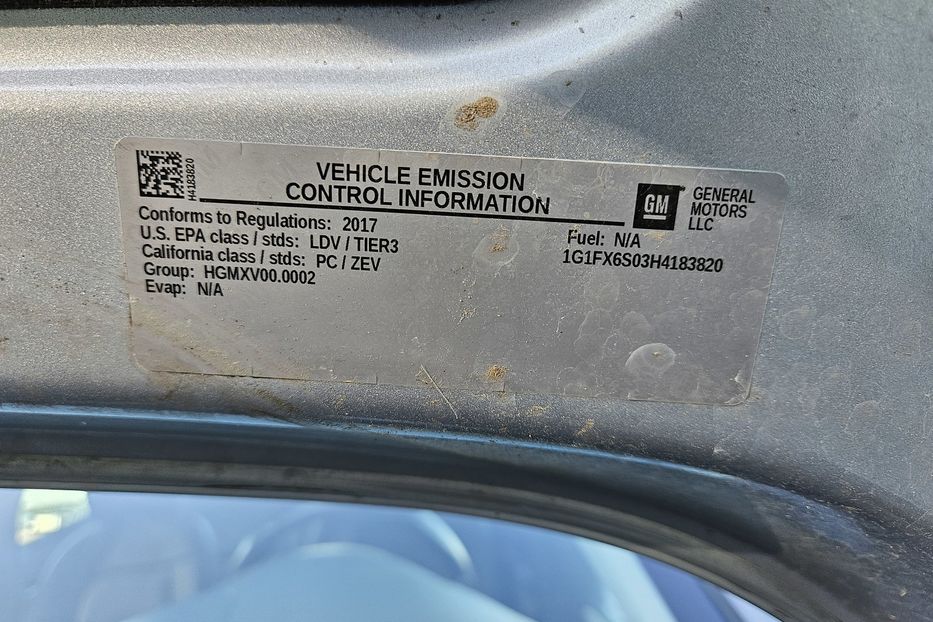 H4183820
VEHICLE EMISSION
CONTROL INFORMATION
GM
GENERAL
MOTORS
LLC
Conforms to Regulations: 2017
U.S. EPA class / stds: LDV / TIER3
California class / stds: PC / ZEV
Group: HGMXV00.0002
Evap: N/A
Fuel: N/A
1G1FX6S03H4183820